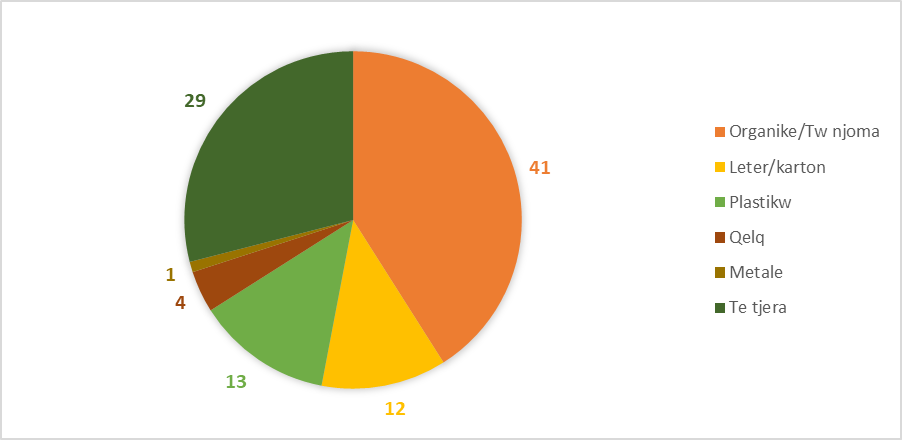 29
41
1
4
13
12
Organike/Tw njoma
Leter/karton
Plastikw
Qelq
Metale
Te tjera